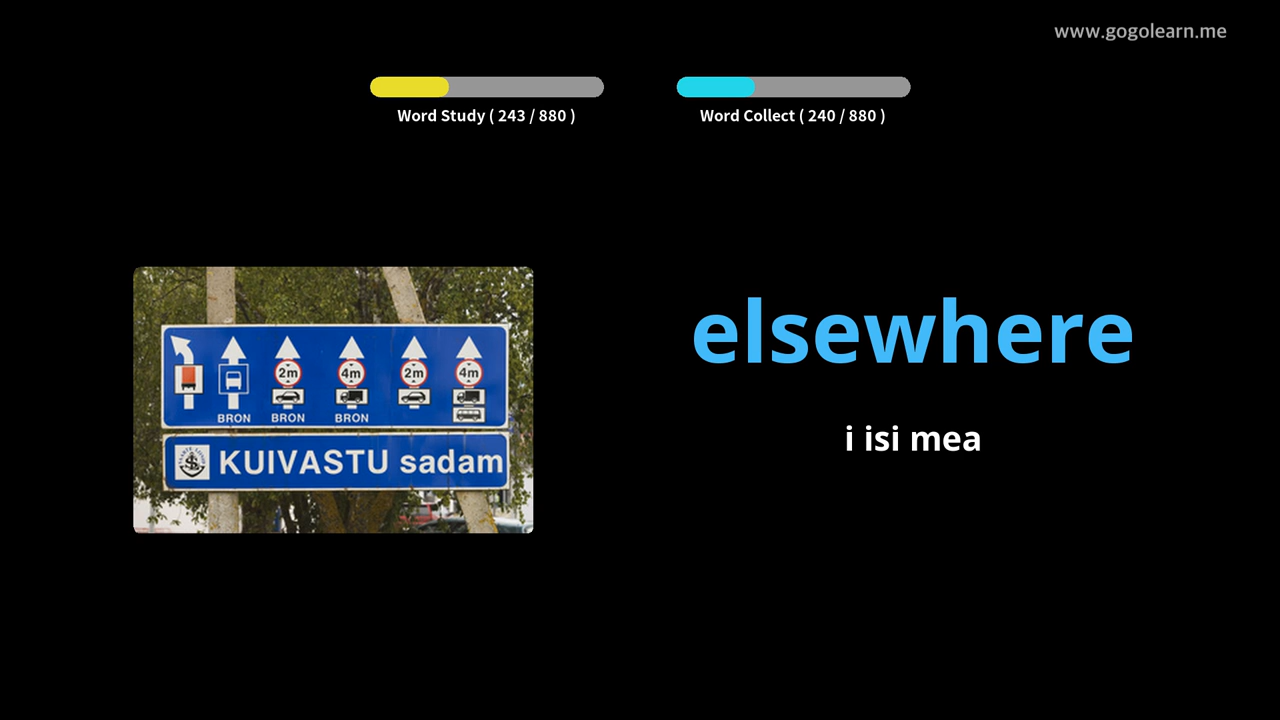 www.gogolearn.me
Word Study ( 243 / 880 )
Word Collect ( 240 / 880 )
elsewhere
i isi mea
2m 4m 2m 4m
BRON BRON BRON
KUIVASTU sadam